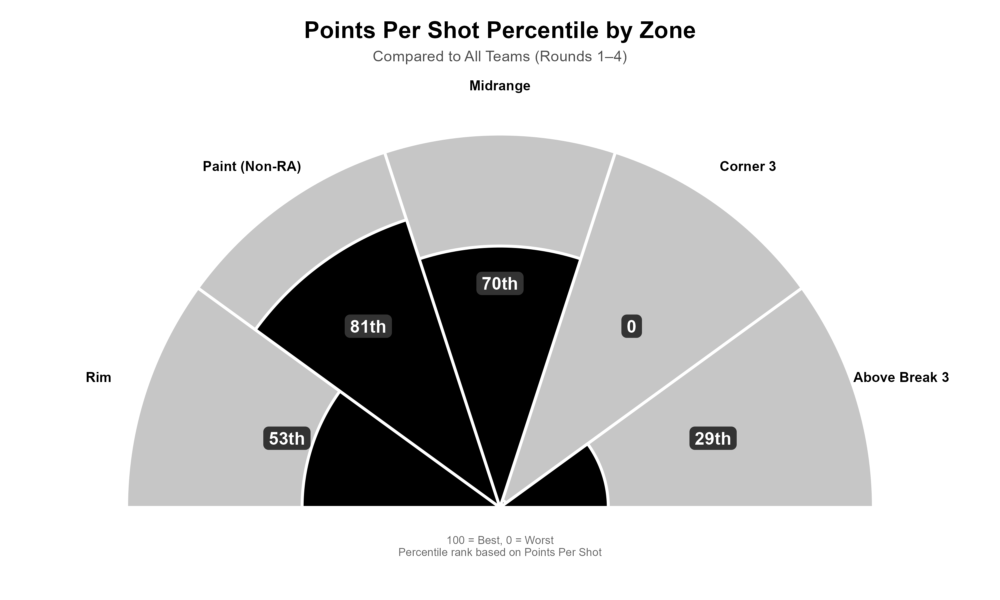 Points Per Shot Percentile by Zone
Compared to All Teams (Rounds 1–4)
Midrange
Paint (Non-RA)
Corner 3
70th
81th
0
Rim
Above Break 3
53th
29th
100 = Best, 0 = Worst
Percentile rank based on Points Per Shot